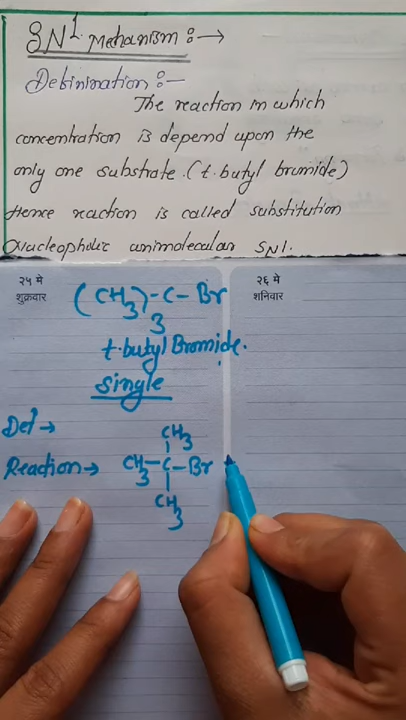 SN1 Mechanism :→
Definination :-
The reaction in which
concentration is depend upon the
only one substrate. (t. butyl bromide)
Hence reaction is called substitution
Nucleophilic unimolecular SN1.
२५ मे
शुक्रवार
२६ मे
शनिवार
(CH3)3-C-Br
t.butyl Bromide.
single
Def →
CH3
Reaction → CH3-C-Br
CH3